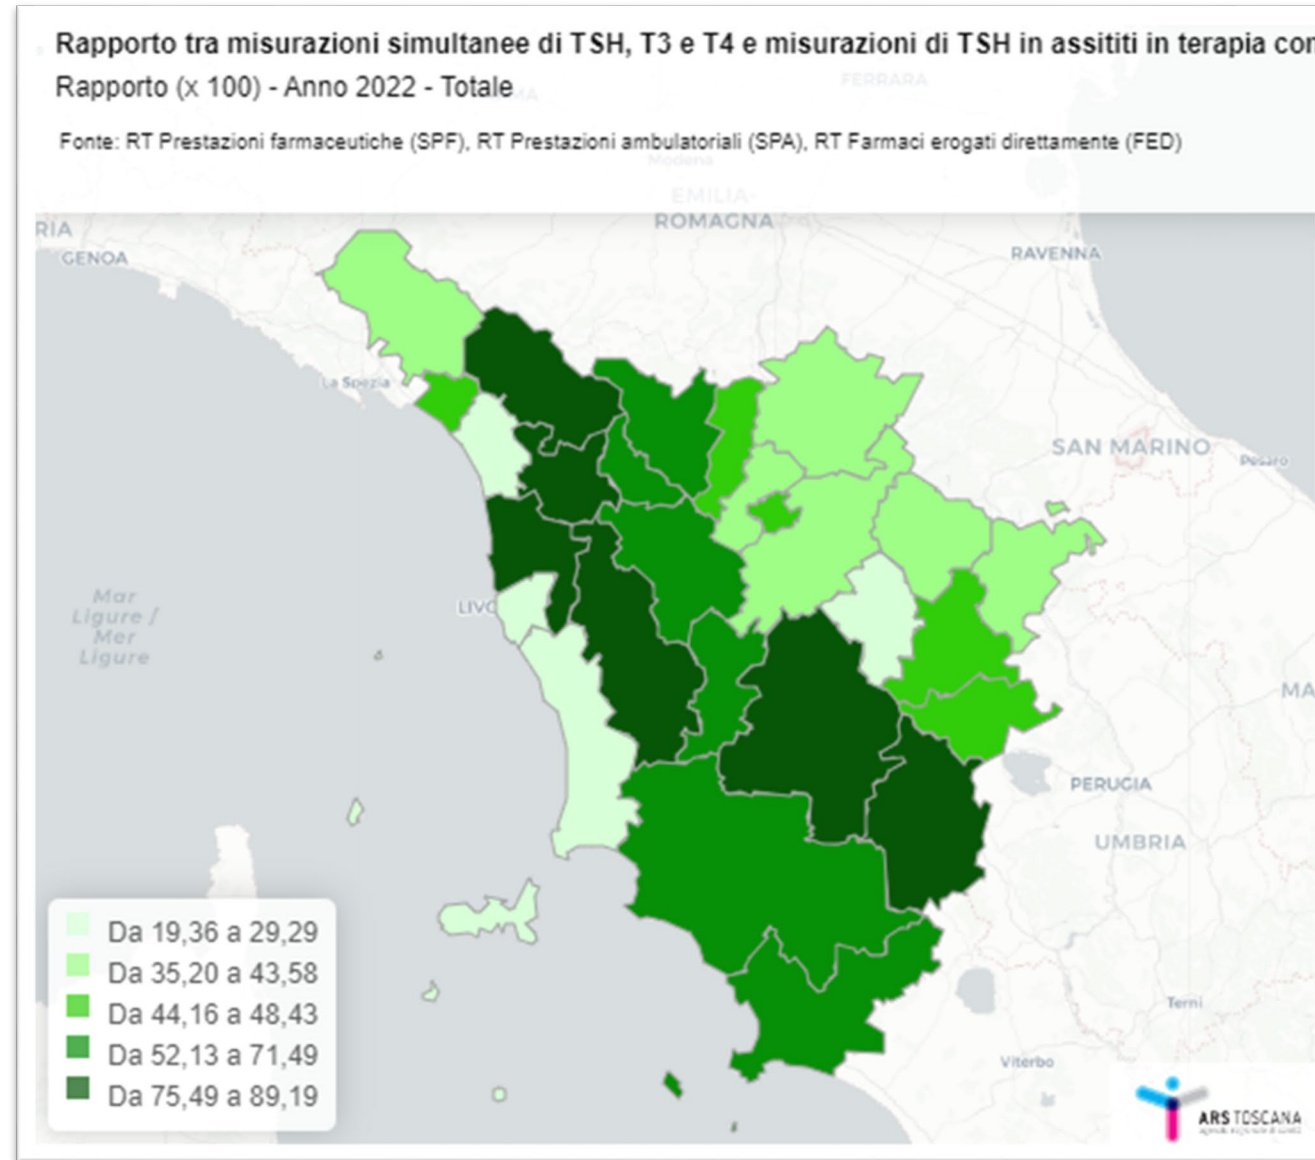 Rapporto tra misurazioni simultanee di TSH, T3 e T4 e misurazioni di TSH in assititi in terapia con
Rapporto (x 100) - Anno 2022 - Totale
FERRARA
Fonte: RT Prestazioni farmaceutiche (SPF), RT Prestazioni ambulatoriali (SPA), RT Farmaci erogati direttamente (FED)
Modena
EMILIA-
ROMAGNA
RIA
GENOA
RAVENNA
La Spezia
SAN MARINO
Pesaro
Mar
Ligure /
Mer
Ligure
LIVO
MA
PERUGIA
UMBRIA
Terni
Viterbo
Da 19,36 a 29,29
Da 35,20 a 43,58
Da 44,16 a 48,43
Da 52,13 a 71,49
Da 75,49 a 89,19
ARS TOSCANA